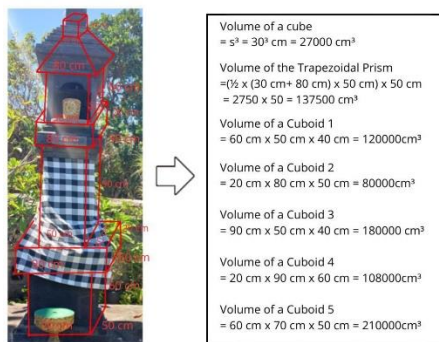 80 cm
50 cm
Volume of a cube
= s³ = 30³ cm = 27000 cm³
Volume of the Trapezoidal Prism
=(½ x (30 cm+ 80 cm) x 50 cm) x 50 cm
= 2750 x 50 = 137500 cm³
Volume of a Cuboid 1
= 60 cm x 50 cm x 40 cm = 120000cm³
Volume of a Cuboid 2
= 20 cm x 80 cm x 50 cm = 80000cm³
Volume of a Cuboid 3
= 90 cm x 50 cm x 40 cm = 180000 cm³
Volume of a Cuboid 4
= 20 cm x 90 cm x 60 cm = 108000cm³
Volume of a Cuboid 5
= 60 cm x 70 cm x 50 cm = 210000cm³